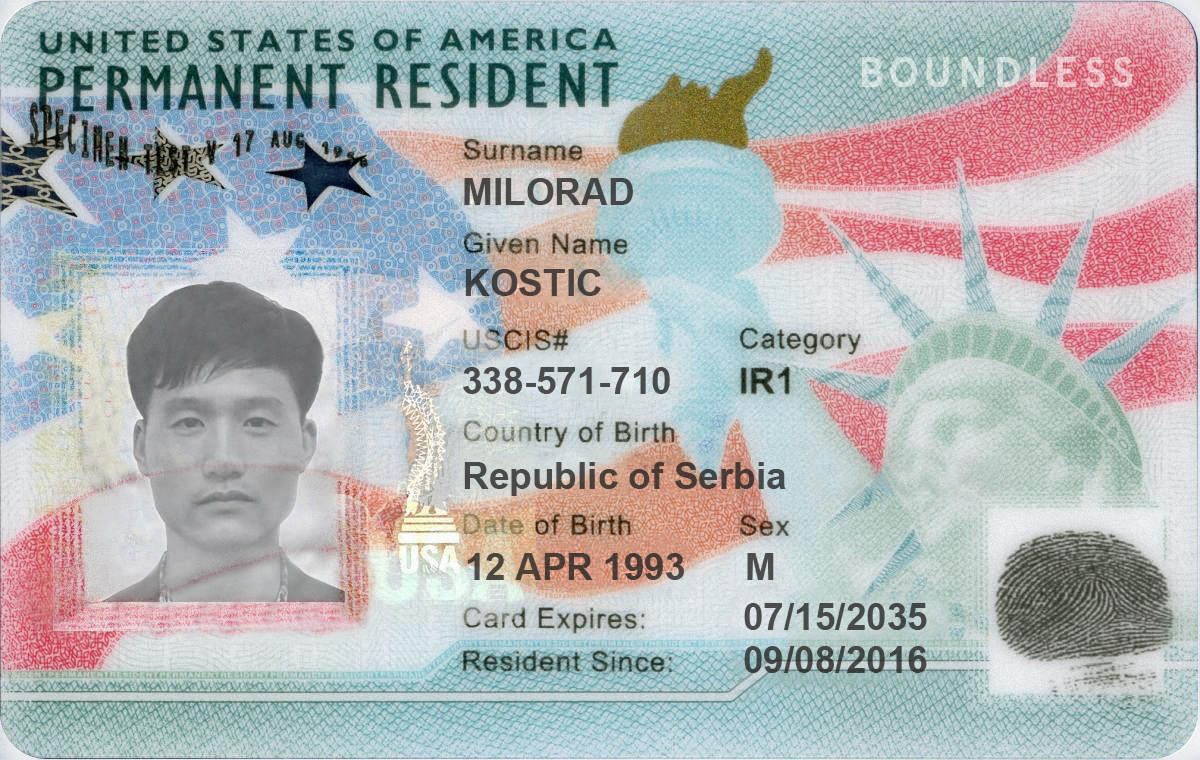 UNITED STATES OF AMERICA
PERMANENT RESIDENT
BOUNDLESS
SPECIMEN TEST V 17 AUG
Surname
MILORAD
Given Name
KOSTIC
USCIS#
Category
338-571-710
IR1
Country of Birth
Republic of Serbia
Date of Birth
Sex
12 APR 1993
M
Card Expires:
07/15/2035
Resident Since:
09/08/2016
USA
USA